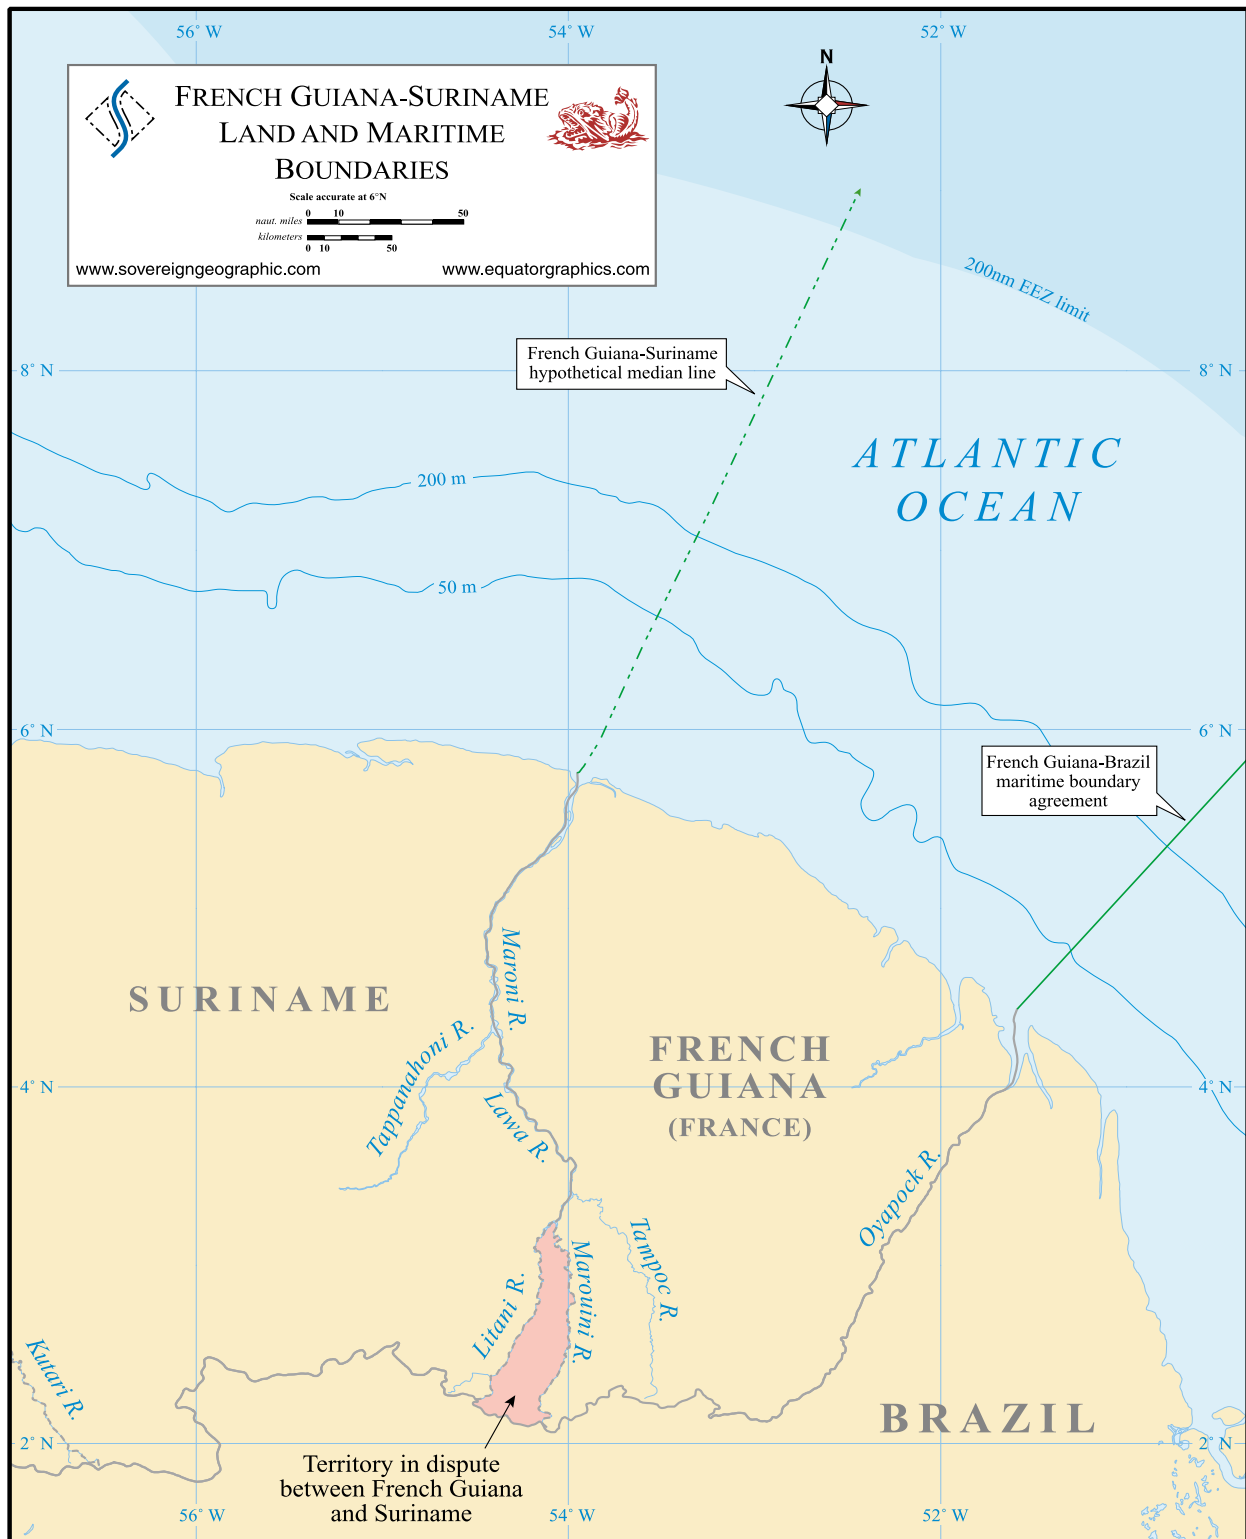 56° W
54° W
52° W
N
FRENCH GUIANA-SURINAME
LAND AND MARITIME
BOUNDARIES
Scale accurate at 6°N
naut. miles
0 10 50
kilometers
0 10 50
www.sovereigngeographic.com
www.equatorgraphics.com
200nm EEZ limit
French Guiana-Suriname
hypothetical median line
8° N
8° N
ATLANTIC
OCEAN
200 m
50 m
6° N
6° N
French Guiana-Brazil
maritime boundary
agreement
Maroni R.
SURINAME
Tappanahoni R.
FRENCH
GUIANA
(FRANCE)
4° N
4° N
Lawa R.
Oyapock R.
Tampoc R.
Marouini R.
Litani R.
Kutari R.
BRAZIL
2° N
2° N
Territory in dispute
between French Guiana
and Suriname
56° W
54° W
52° W